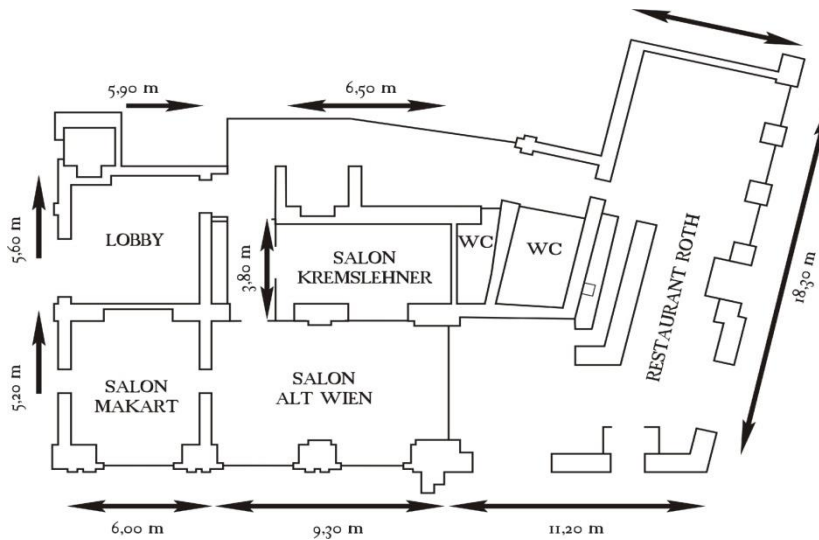 5,90 m
6,50 m
5,60 m
LOBBY
3,80 m
SALON
KREMSLEHNER
WC
WC
RESTAURANT ROTH
18,30 m
5,20 m
SALON
MAKART
SALON
ALT WIEN
6,00 m
9,30 m
11,20 m